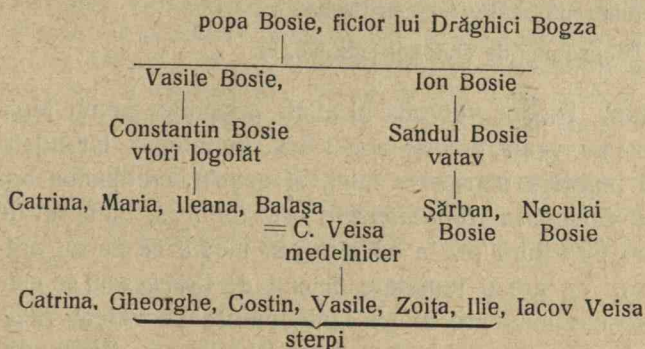 popa Bosie, ficior lui Drăghici Bogza
Vasile Bosie, Ion Bosie
Constantin Bosie Sandul Bosie
vtori logofăt vatav
Catrina, Maria, Ileana, Balaşa Şărban, Neculai
= C. Veisa Bosie Bosie
medelnicer
Catrina, Gheorghe, Costin, Vasile, Zoiţa, Ilie, Iacov Veisa
sterpi